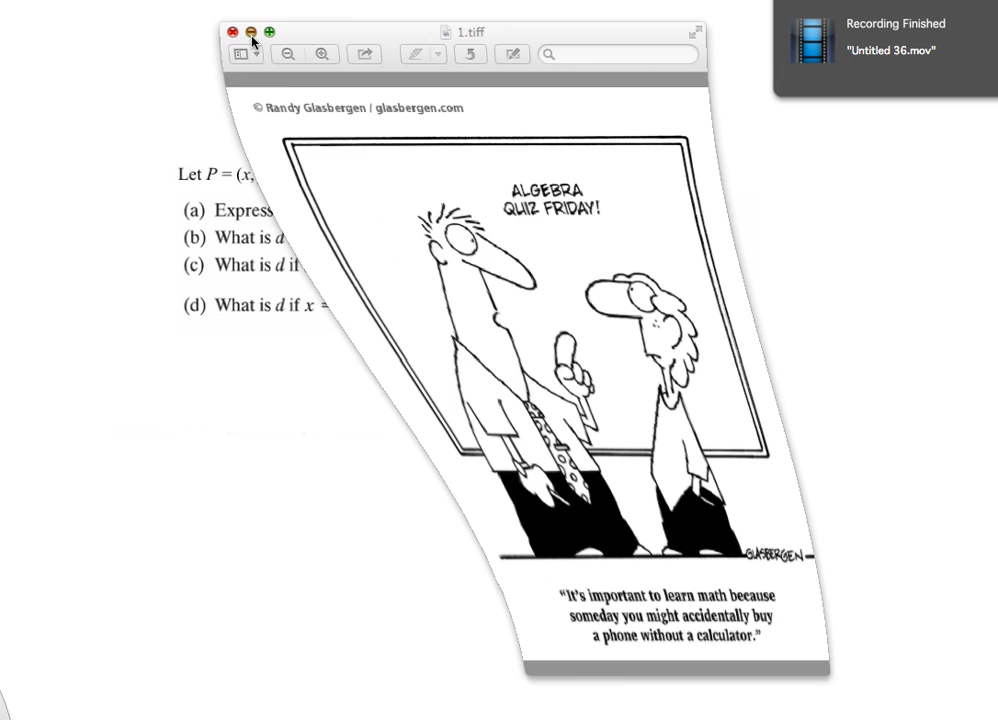 Recording Finished
"Untitled 36.mov"
1.tiff
© Randy Glasbergen / glasbergen.com
Let P = (x,
(a) Express
(b) What is d
(c) What is d if
(d) What is d if x =
ALGEBRA
QUIZ FRIDAY!
GLASBERGEN
“It's important to learn math because
someday you might accidentally buy
a phone without a calculator.”